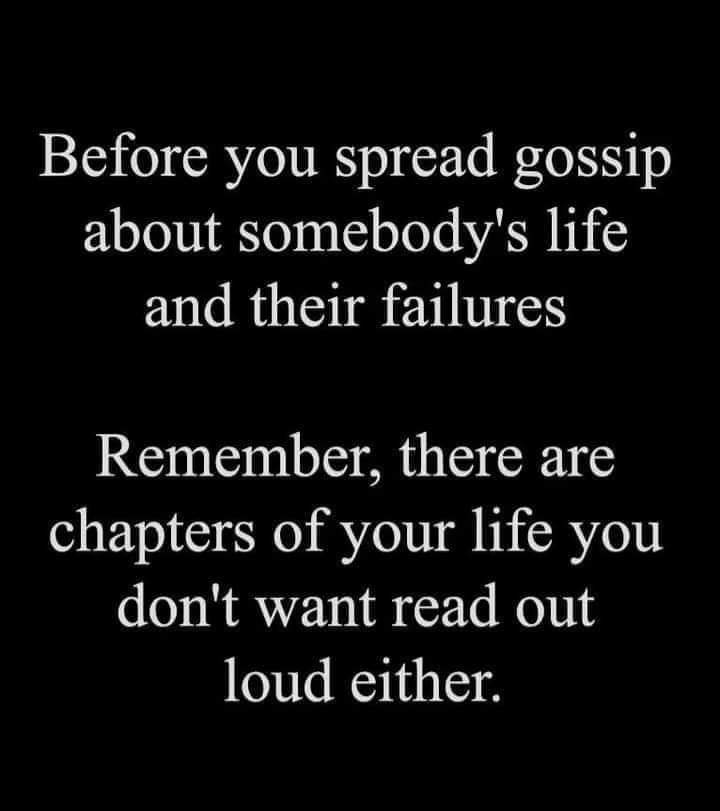 Before you spread gossip
about somebody's life
and their failures
Remember, there are
chapters of your life you
don't want read out
loud either.